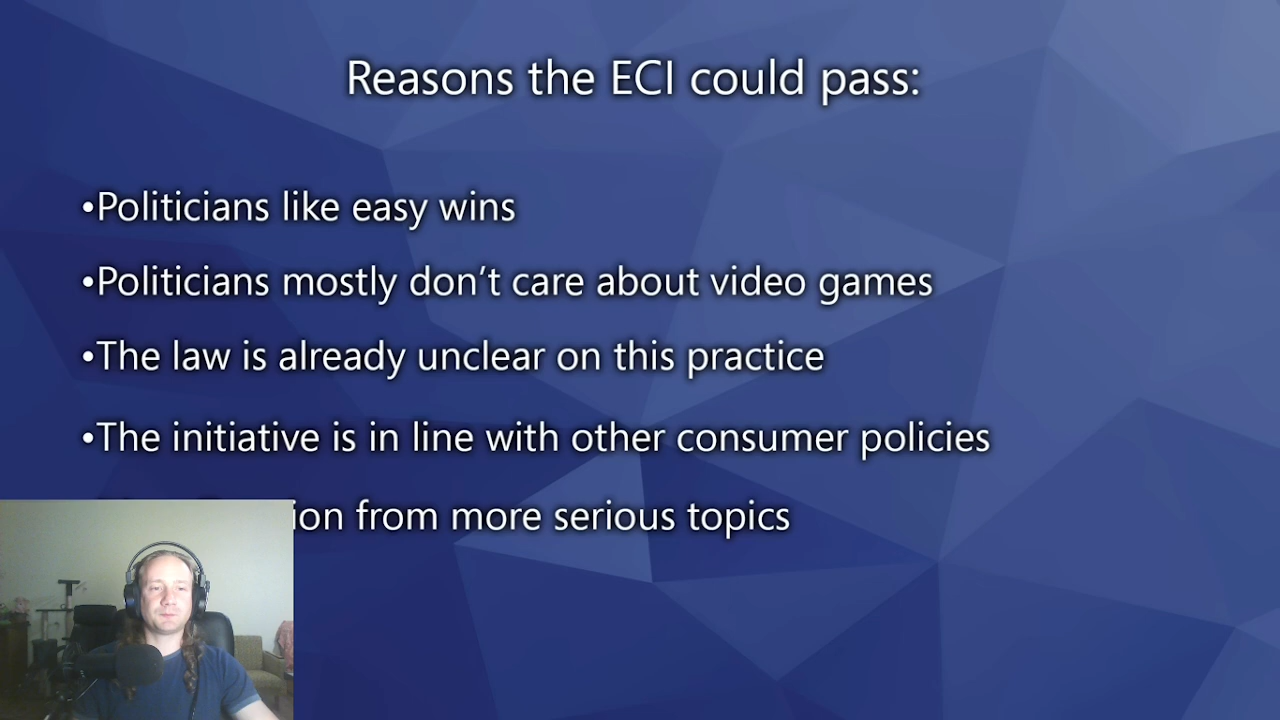 Reasons the ECI could pass:
•Politicians like easy wins
•Politicians mostly don’t care about video games
•The law is already unclear on this practice
•The initiative is in line with other consumer policies
from more serious topics